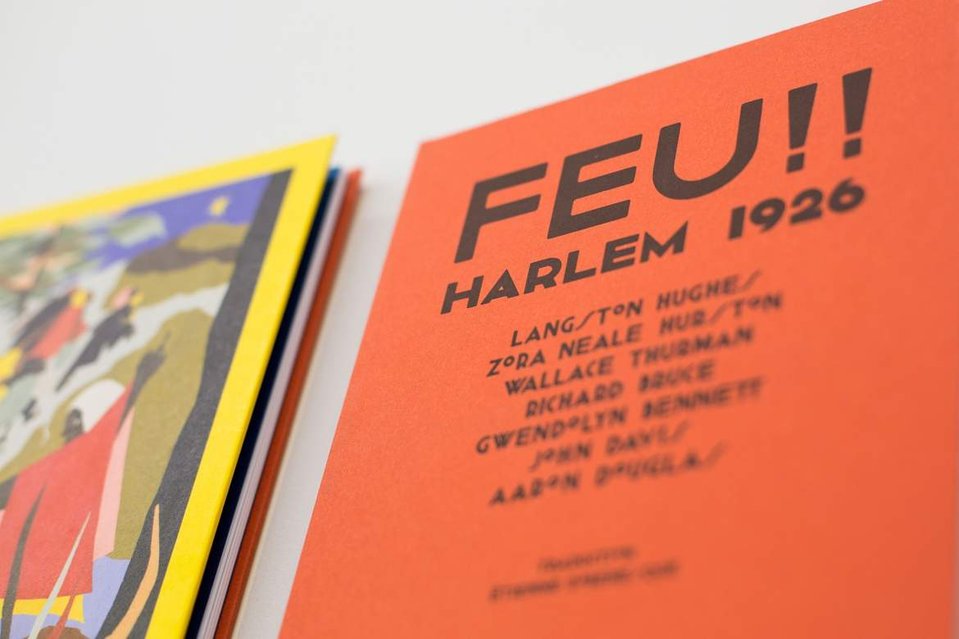 FEU!!
HARLEM 1926
LANGSTON HUGHES
ZORA NEALE HURSTON
WALLACE THURMAN
RICHARD BRUCE
GWENDOLYN BENNETT
JOHN DAVIS
AARON DOUGLAS